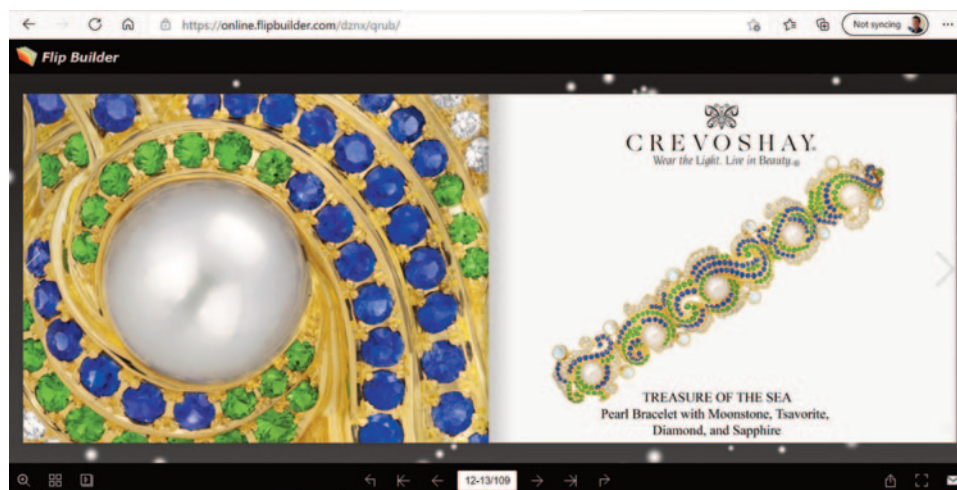 https://online.flipbuilder.com/dznx/qrub/
Not syncing
Flip Builder
CREVOSHAY®
Wear the Light. Live in Beauty.®
TREASURE OF THE SEA
Pearl Bracelet with Moonstone, Tsavorite,
Diamond, and Sapphire
12-13/109